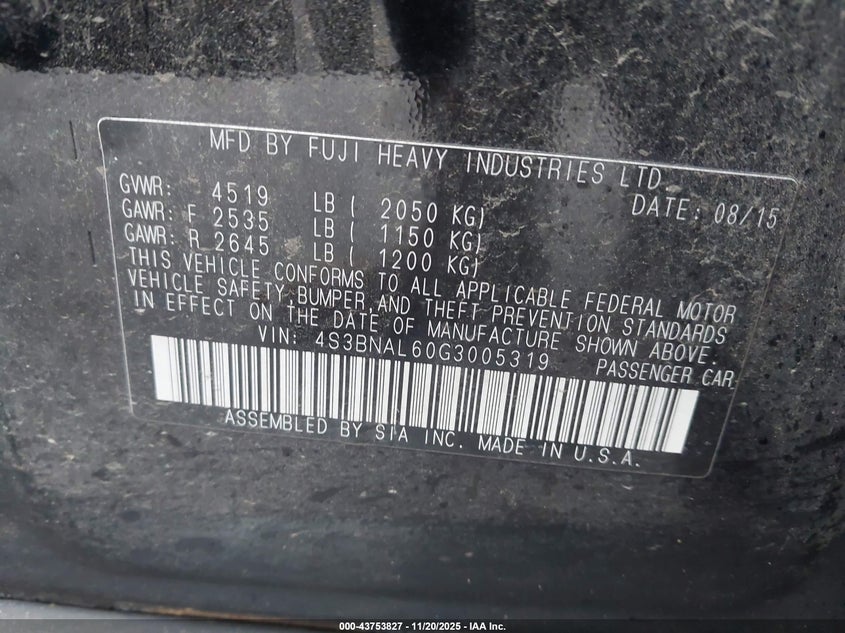 MFD BY FUJI HEAVY INDUSTRIES LTD.
GVWR: 4519 LB ( 2050 KG) DATE: 08/15
GAWR: F 2535 LB ( 1150 KG)
GAWR: R 2645 LB ( 1200 KG)
THIS VEHICLE CONFORMS TO ALL APPLICABLE FEDERAL MOTOR
VEHICLE SAFETY, BUMPER, AND THEFT PREVENTION STANDARDS
IN EFFECT ON THE DATE OF MANUFACTURE SHOWN ABOVE.
VIN: 4S3BNAL60G3005319 PASSENGER CAR
ASSEMBLED BY SIA INC. MADE IN U.S.A.
000-43753827 - 11/20/2025 - IAA Inc.